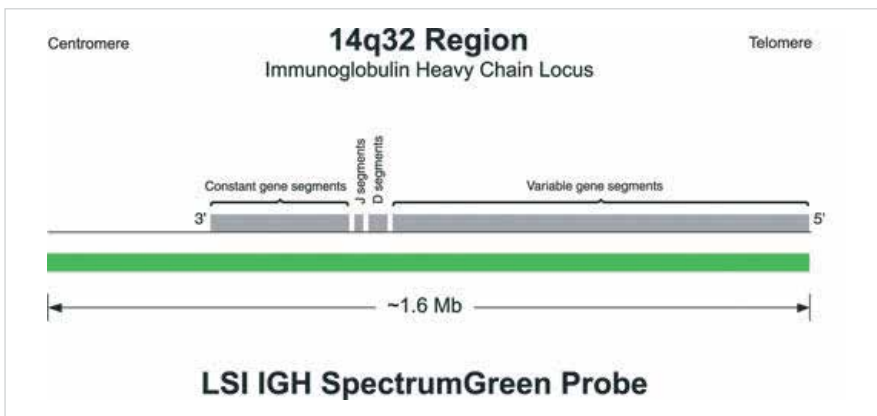 Centromere
14q32 Region
Telomere
Immunoglobulin Heavy Chain Locus
Constant gene segments
J segments
D segments
Variable gene segments
3'
5'
~1.6 Mb
LSI IGH SpectrumGreen Probe